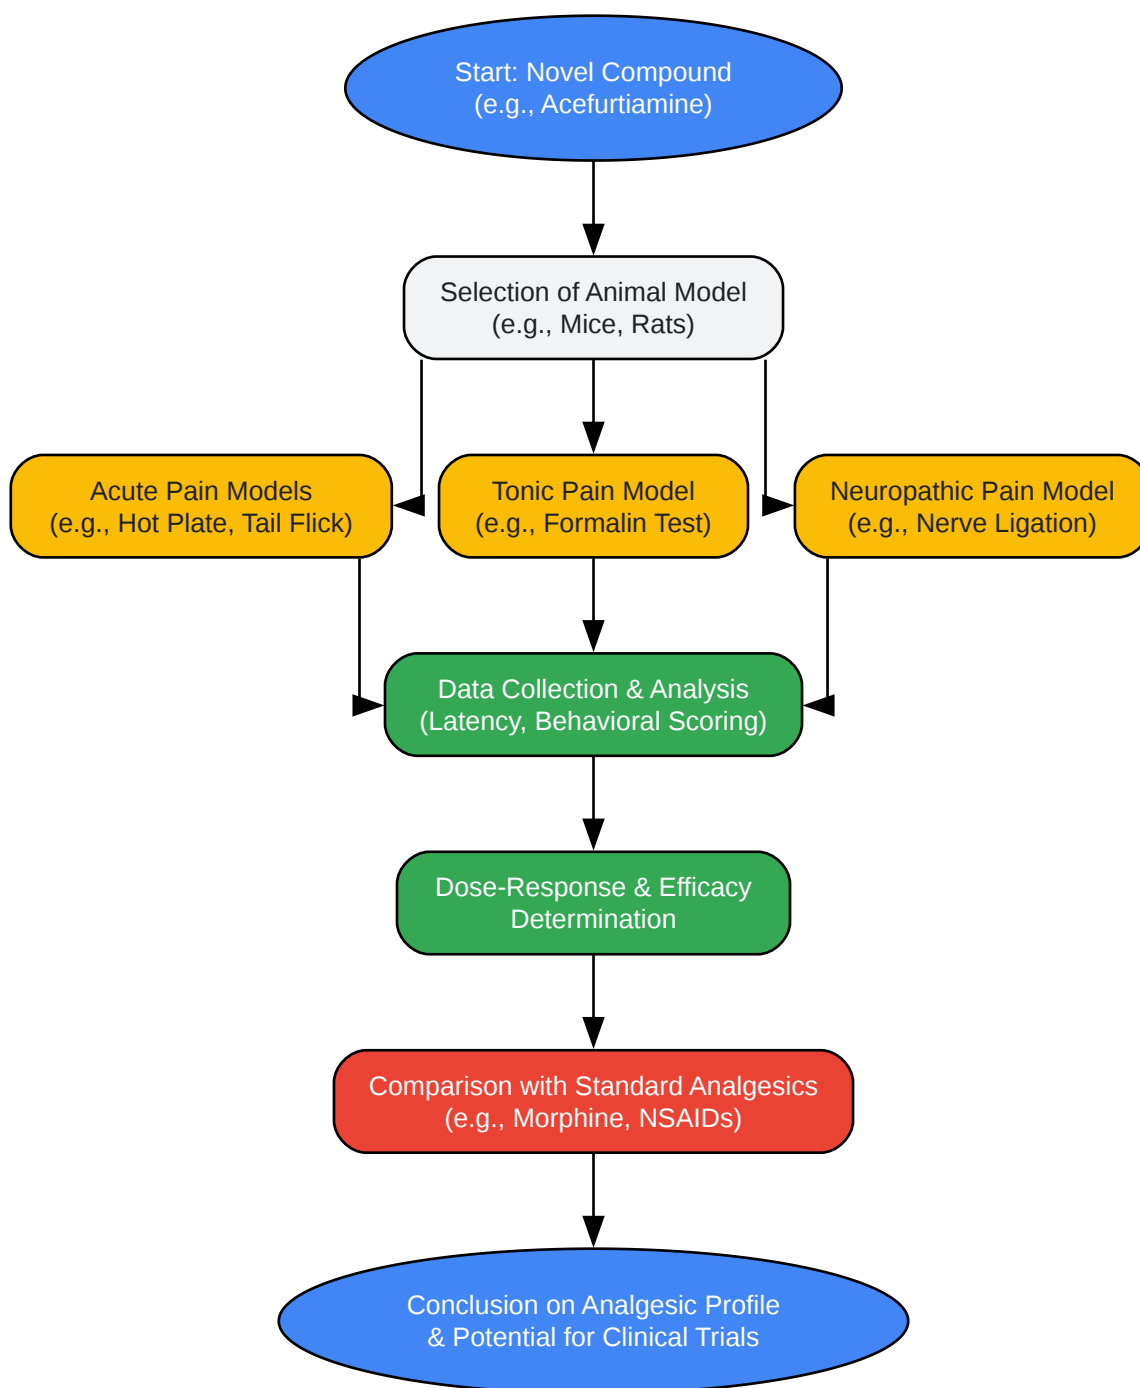 Start: Novel Compound
(e.g., Acefurtiamine)
Selection of Animal Model
(e.g., Mice, Rats)
Acute Pain Models
(e.g., Hot Plate, Tail Flick)
Tonic Pain Model
(e.g., Formalin Test)
Neuropathic Pain Model
(e.g., Nerve Ligation)
Data Collection & Analysis
(Latency, Behavioral Scoring)
Dose-Response & Efficacy
Determination
Comparison with Standard Analgesics
(e.g., Morphine, NSAIDs)
Conclusion on Analgesic Profile
& Potential for Clinical Trials